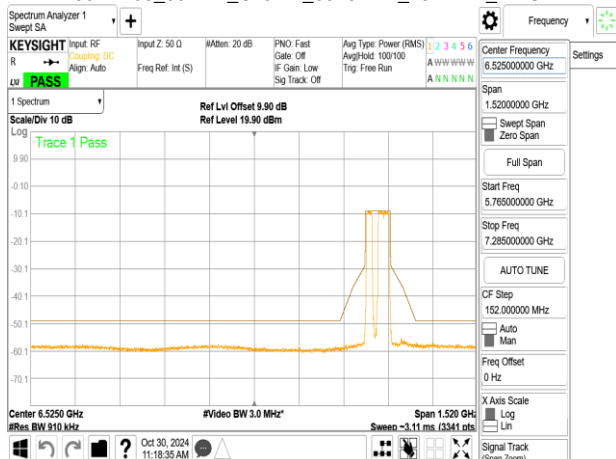 Spectrum Analyzer 1
Swept SA
+
Frequency
KEYSIGHT
R
LXI
PASS
Input: RF
Coupling: DC
Align: Auto
Input Z: 50 Ω
Freq Ref: Int (S)
#Atten: 20 dB
PNO: Fast
Gate: Off
IF Gain: Low
Sig Track: Off
Avg Type: Power (RMS)
Avg|Hold: 100/100
Trig: Free Run
1 2 3 4 5 6
A W W W W W
A N N N N N
Settings
1 Spectrum
Scale/Div 10 dB
Ref Lvl Offset 9.90 dB
Ref Level 19.90 dBm
Log
Trace 1 Pass
9.90
-0.10
-10.1
-20.1
-30.1
-40.1
-50.1
-60.1
-70.1
Center 6.5250 GHz
#Res BW 910 kHz
#Video BW 3.0 MHz*
Span 1.520 GHz
Sweep ~3.11 ms (3341 pts
?
Oct 30, 2024
11:18:35 AM
Center Frequency
6.525000000 GHz
Span
1.52000000 GHz
Swept Span
Zero Span
Full Span
Start Freq
5.765000000 GHz
Stop Freq
7.285000000 GHz
AUTO TUNE
CF Step
152.000000 MHz
Auto
Man
Freq Offset
0 Hz
X Axis Scale
Log
Lin
Signal Track
(Span Zoom)